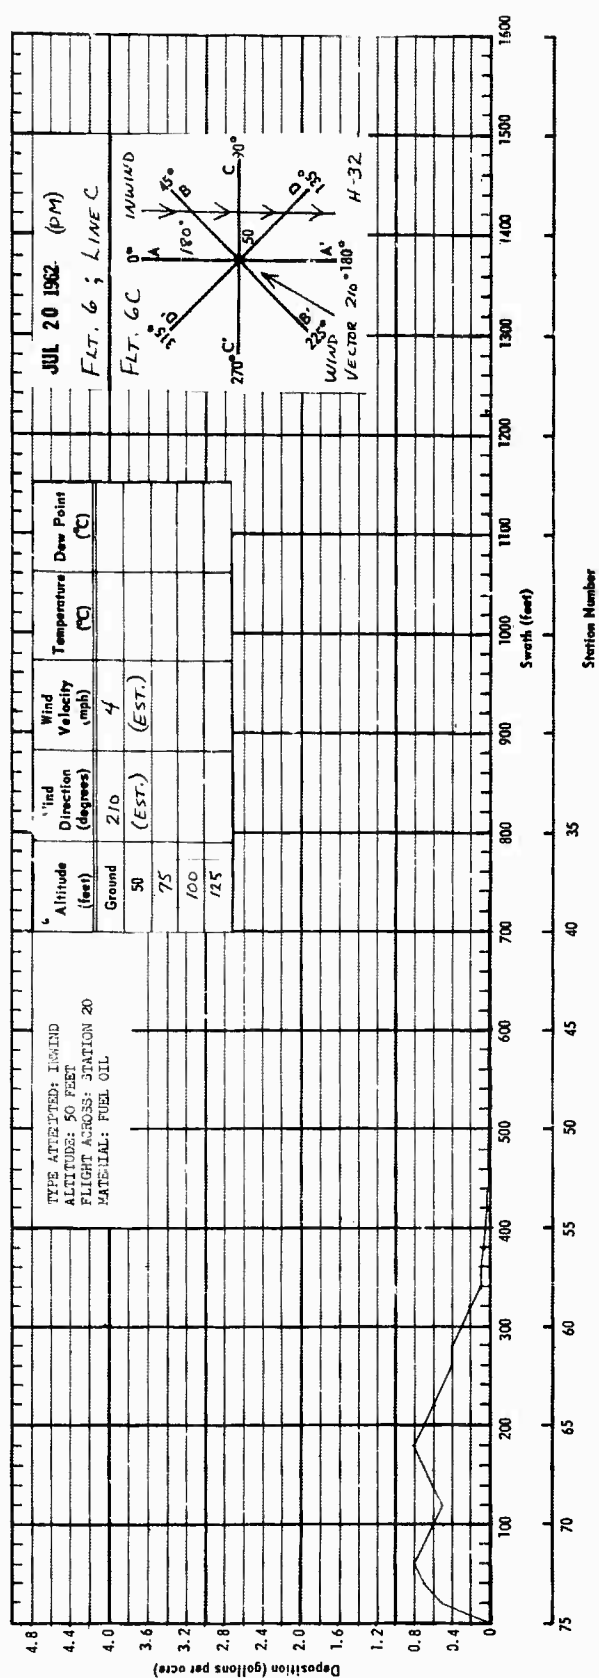 JUL 20 1962 (PM)
FLT. 6 ; LINE C
FLT. 6C INWIND
0°
A
45°
B
90°
C
135°
D
A'
180°
225°
B'
270°
C'
315°
D'
180°
50
WIND
VECTOR 210°
H-32
TYPE ATTEMPTED: INWIND
ALTITUDE: 50 FEET
FLIGHT ACROSS: STATION 20
MATERIAL: FUEL OIL
Altitude (feet) Wind Direction (degrees) Wind Velocity (mph) Temperature (°C) Dew Point (°C)
Ground 210 4
50 (EST.) (EST.)
75
100
125
Deposition (gallons per acre)
4.8
4.4
4.0
3.6
3.2
2.8
2.4
2.0
1.6
1.2
0.8
0.4
0
100 200 300 400 500 600 700 800 900 1000 1100 1200 1300 1400 1500 1600
Swath (feet)
75 70 65 60 55 50 45 40 35
Station Number